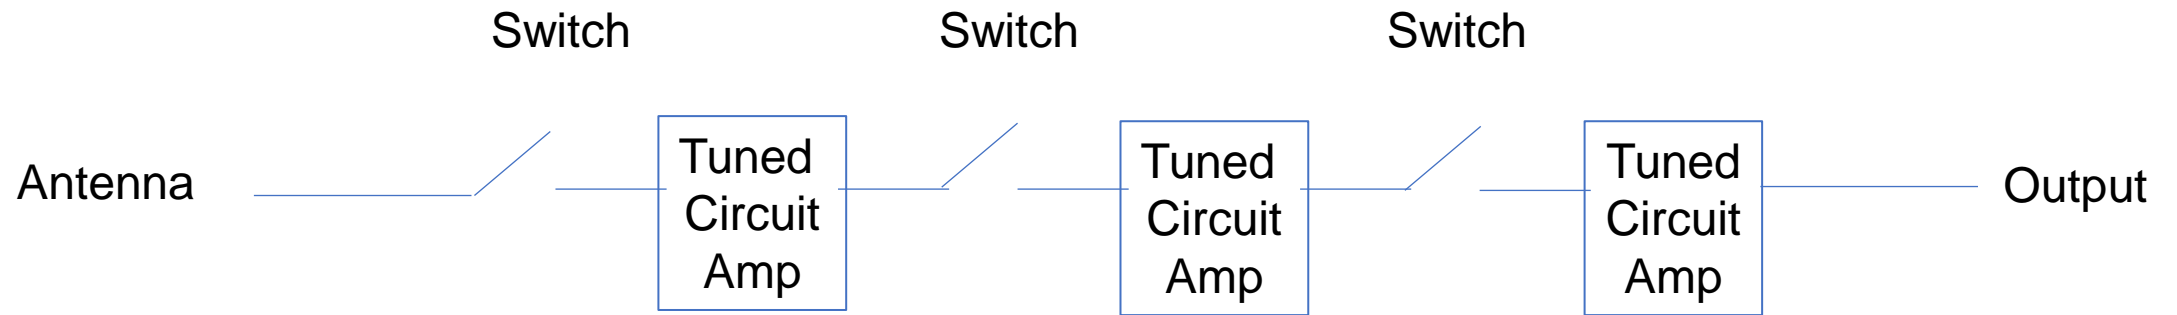 Switch
Switch
Switch
Antenna
Tuned
Circuit
Amp
Tuned
Circuit
Amp
Tuned
Circuit
Amp
Output